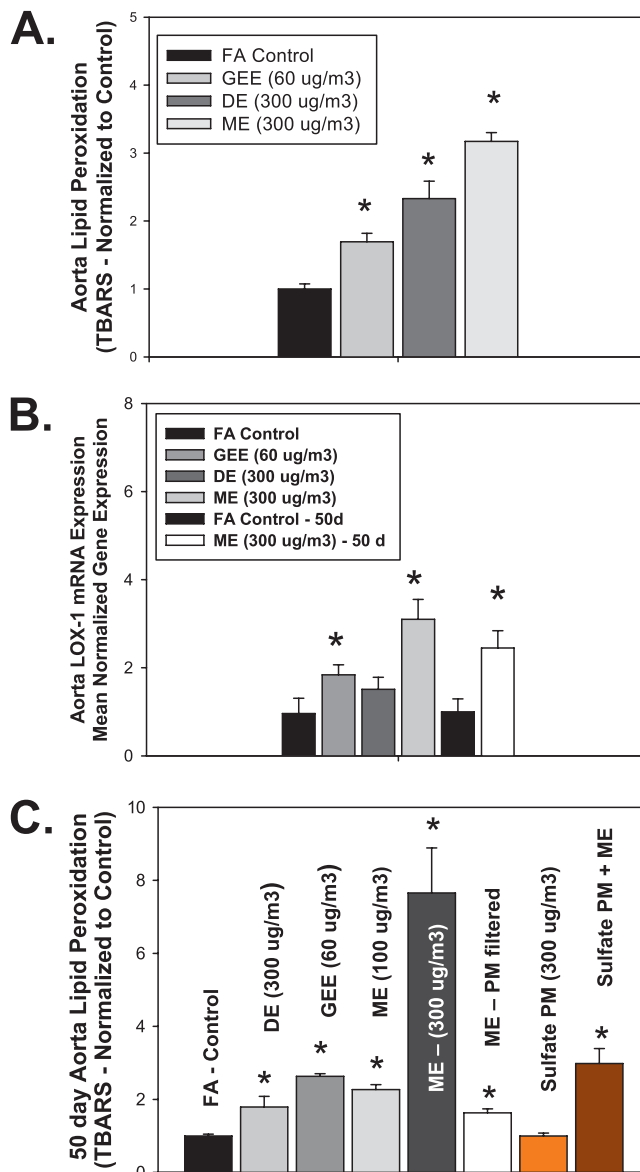 A.
Aorta Lipid Peroxidation
(TBARS - Normalized to Control)
5
4
3
2
1
0
FA Control
GEE (60 ug/m3)
DE (300 ug/m3)
ME (300 ug/m3)
*
*
*
B.
Aorta LOX-1 mRNA Expression
Mean Normalized Gene Expression
8
6
4
2
0
FA Control
GEE (60 ug/m3)
DE (300 ug/m3)
ME (300 ug/m3)
FA Control - 50d
ME (300 ug/m3) - 50 d
*
*
*
C.
50 day Aorta Lipid Peroxidation
(TBARS - Normalized to Control)
10
8
6
4
2
0
FA - Control
DE (300 ug/m3)
GEE (60 ug/m3)
ME (100 ug/m3)
ME – (300 ug/m3)
ME – PM filtered
Sulfate PM (300 ug/m3)
Sulfate PM + ME
*
*
*
*
*
*